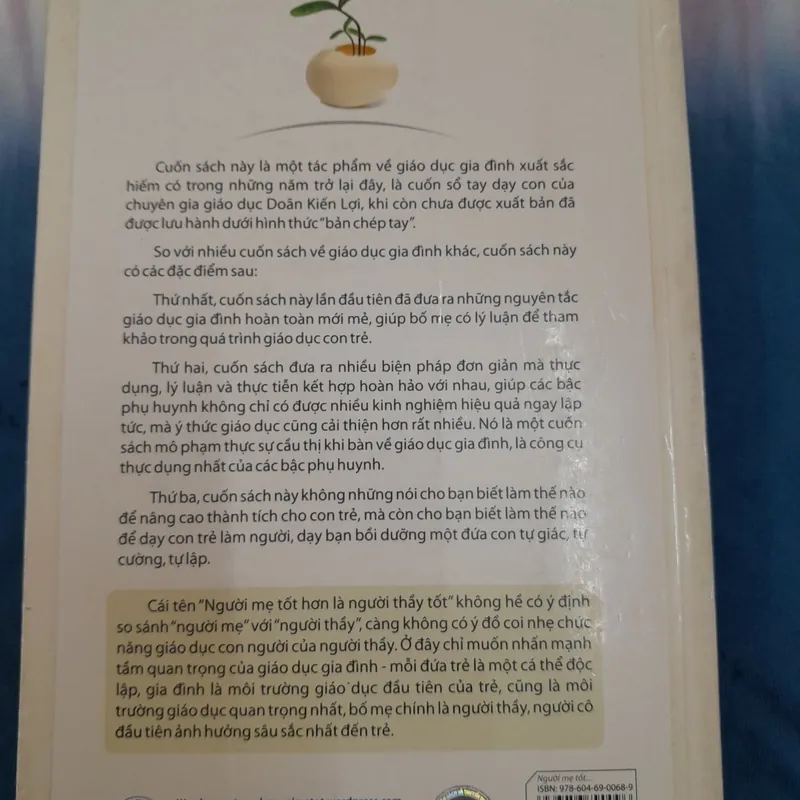 Cuốn sách này là một tác phẩm về giáo dục gia đình xuất sắc
hiếm có trong những năm trở lại đây, là cuốn sổ tay dạy con của
chuyên gia giáo dục Doãn Kiến Lợi, khi còn chưa được xuất bản đã
được lưu hành dưới hình thức "bản chép tay".
So với nhiều cuốn sách về giáo dục gia đình khác, cuốn sách này
có các đặc điểm sau:
Thứ nhất, cuốn sách này lần đầu tiên đã đưa ra những nguyên tắc
giáo dục gia đình hoàn toàn mới mẻ, giúp bố mẹ có lý luận để tham
khảo trong quá trình giáo dục con trẻ.
Thứ hai, cuốn sách đưa ra nhiều biện pháp đơn giản mà thực
dụng, lý luận và thực tiễn kết hợp hoàn hảo với nhau, giúp các bậc
phụ huynh không chỉ có được nhiều kinh nghiệm hiệu quả ngay lập
tức, mà ý thức giáo dục cũng cải thiện hơn rất nhiều. Nó là một cuốn
sách mô phạm thực sự cầu thị khi bàn về giáo dục gia đình, là công cụ
thực dụng nhất của các bậc phụ huynh.
Thứ ba, cuốn sách này không những nói cho bạn biết làm thế nào
để nâng cao thành tích cho con trẻ, mà còn cho bạn biết làm thế nào
để dạy con trẻ làm người, dạy bạn bồi dưỡng một đứa con tự giác, tự
cường, tự lập.
Cái tên "Người mẹ tốt hơn là người thầy tốt" không hề có ý định
so sánh "người mẹ" với "người thầy", càng không có ý đồ coi nhẹ chức
năng giáo dục con người của người thầy. Ở đây chỉ muốn nhấn mạnh
tầm quan trọng của giáo dục gia đình - mỗi đứa trẻ là một cá thể độc
lập, gia đình là môi trường giáo dục đầu tiên của trẻ, cũng là môi
trường giáo dục quan trọng nhất, bố mẹ chính là người thầy, người cô
đầu tiên ảnh hưởng sâu sắc nhất đến trẻ.
Người mẹ tốt...
ISBN: 978-604-69-0068-9